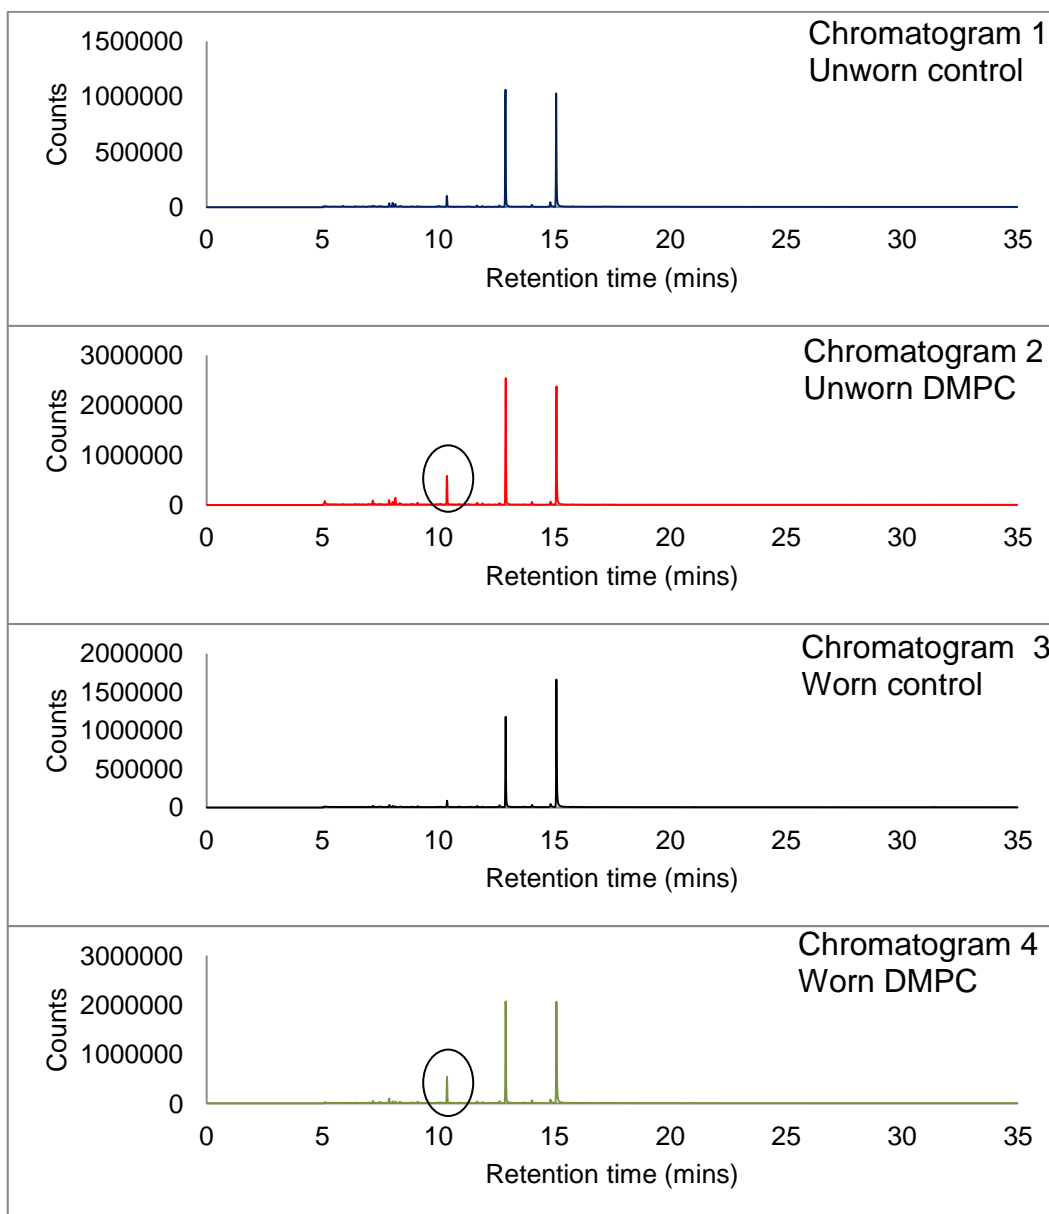 Chromatogram 1
Unworn control
1500000
1000000
500000
0
Counts
0 5 10 15 20 25 30 35
Retention time (mins)
Chromatogram 2
Unworn DMPC
3000000
2000000
1000000
0
Counts
0 5 10 15 20 25 30 35
Retention time (mins)
Chromatogram 3
Worn control
2000000
1500000
1000000
500000
0
Counts
0 5 10 15 20 25 30 35
Retention time (mins)
Chromatogram 4
Worn DMPC
3000000
2000000
1000000
0
Counts
0 5 10 15 20 25 30 35
Retention time (mins)